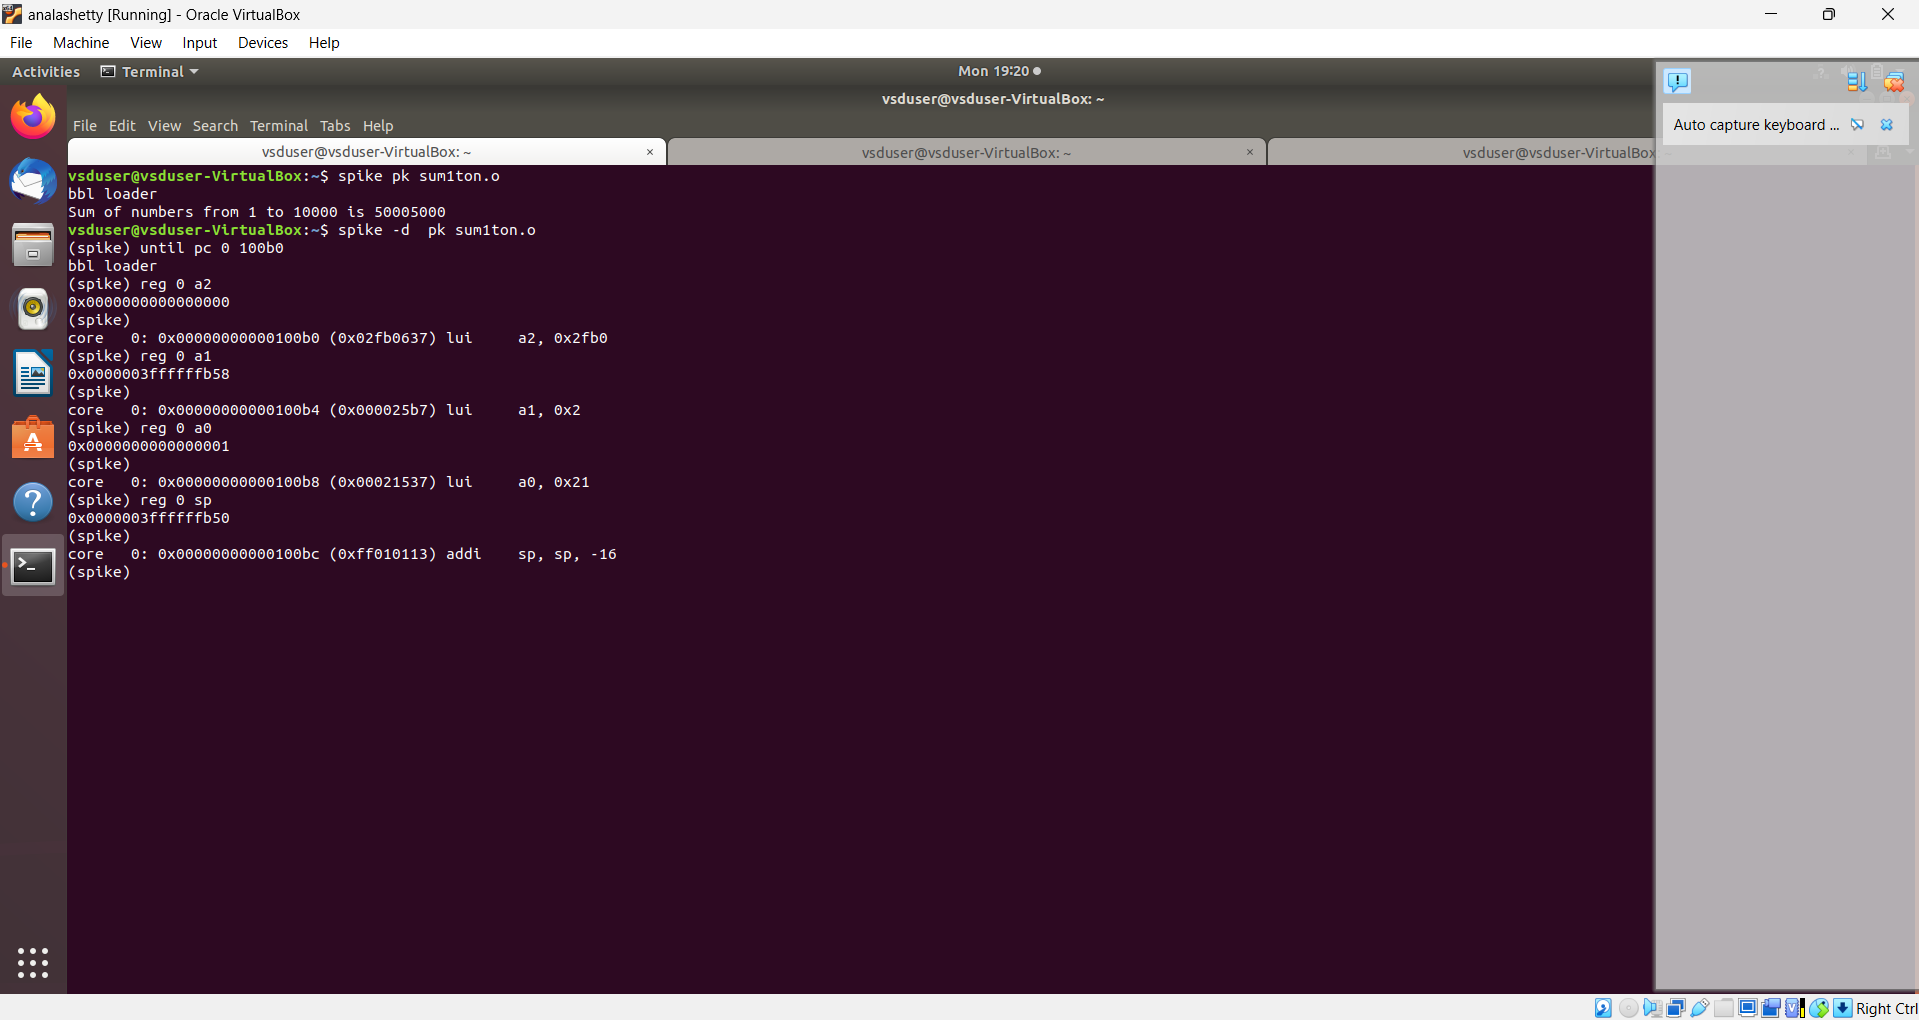 analashetty [Running] - Oracle VirtualBox
File Machine View Input Devices Help
Activities Terminal Mon 19:20
vsduser@vsduser-VirtualBox: ~
File Edit View Search Terminal Tabs Help
Auto capture keyboard ...
vsduser@vsduser-VirtualBox: ~ × vsduser@vsduser-VirtualBox: ~ × vsduser@vsduser-VirtualBox
vsduser@vsduser-VirtualBox:~$ spike pk sum1ton.o
bbl loader
Sum of numbers from 1 to 10000 is 50005000
vsduser@vsduser-VirtualBox:~$ spike -d  pk sum1ton.o
(spike) until pc 0 100b0
bbl loader
(spike) reg 0 a2
0x0000000000000000
(spike)
core   0: 0x00000000000100b0 (0x02fb0637) lui     a2, 0x2fb0
(spike) reg 0 a1
0x0000003ffffffb58
(spike)
core   0: 0x00000000000100b4 (0x000025b7) lui     a1, 0x2
(spike) reg 0 a0
0x0000000000000001
(spike)
core   0: 0x00000000000100b8 (0x00021537) lui     a0, 0x21
(spike) reg 0 sp
0x0000003ffffffb50
(spike)
core   0: 0x00000000000100bc (0xff010113) addi    sp, sp, -16
(spike)
Right Ctrl